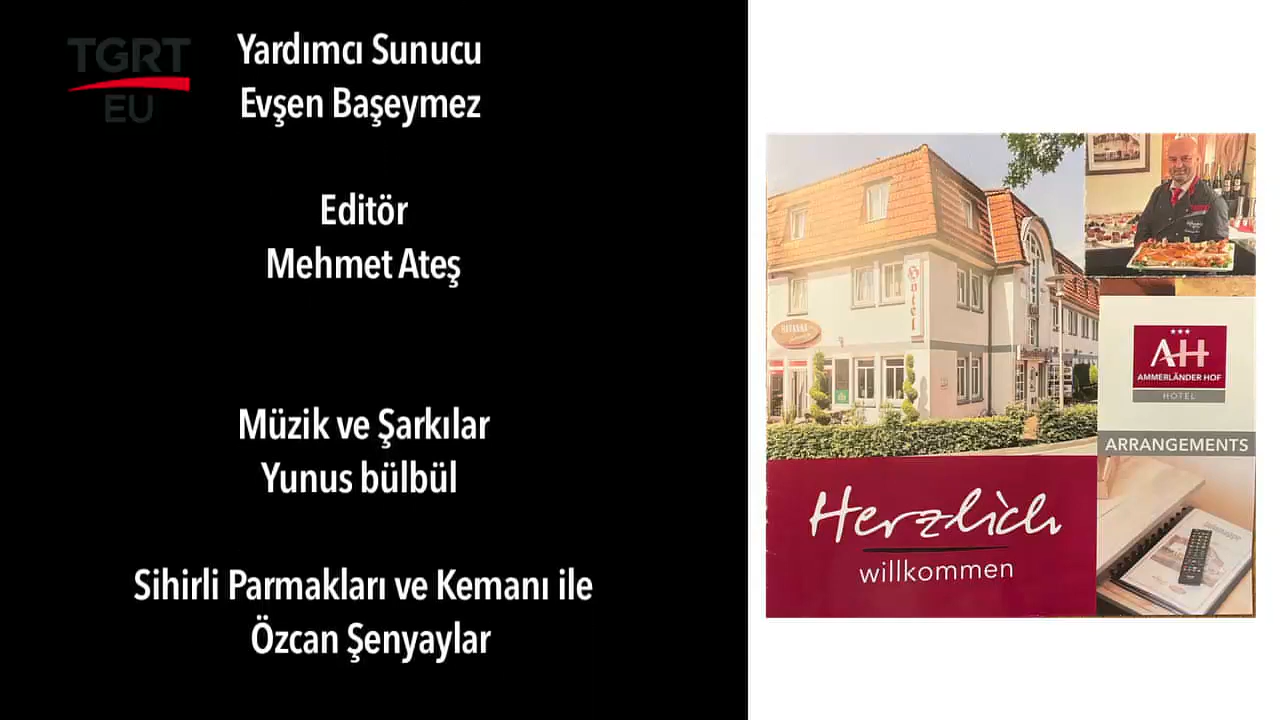 TGRT
EU
Yardımcı Sunucu
Evşen Başeymez
Editör
Mehmet Ateş
Müzik ve Şarkılar
Yunus bülbül
Sihirli Parmakları ve Kemanı ile
Özcan Şenyaylar
Hotel
HAVANNA
AH
AMMERLÄNDER HOF
HOTEL
ARRANGEMENTS
Herzlich
willkommen